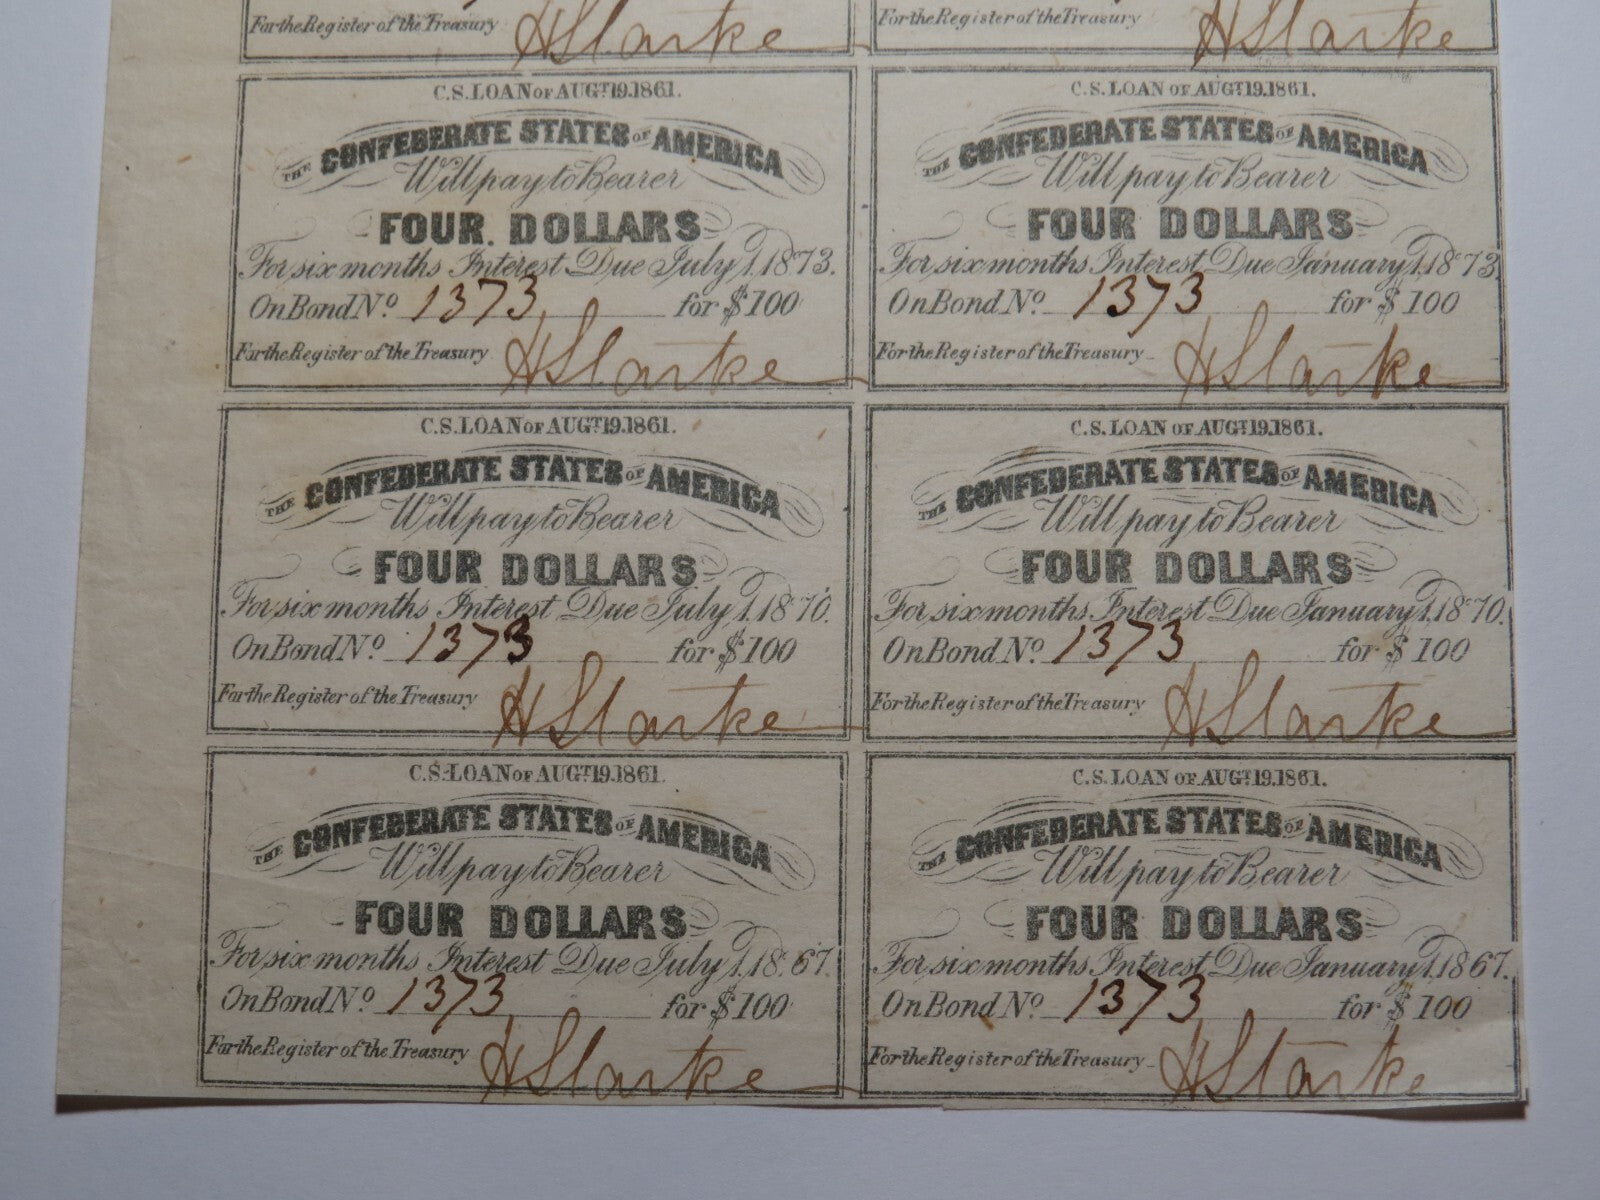 For the Register of the Treasury H Starke
For the Register of the Treasury H Starke
C.S. LOAN OF AUGT 19. 1861.
THE CONFEDERATE STATES OF AMERICA
Will pay to Bearer
FOUR DOLLARS
For six months Interest Due July 1, 1873.
On Bond No. 1373 for $100
For the Register of the Treasury H Starke
C.S. LOAN OF AUGT 19. 1861.
THE CONFEDERATE STATES OF AMERICA
Will pay to Bearer
FOUR DOLLARS
For six months Interest Due January 1, 1873.
On Bond No. 1373 for $100
For the Register of the Treasury H Starke
C.S. LOAN OF AUGT 19. 1861.
THE CONFEDERATE STATES OF AMERICA
Will pay to Bearer
FOUR DOLLARS
For six months Interest Due July 1, 1870.
On Bond No. 1373 for $100
For the Register of the Treasury H Starke
C.S. LOAN OF AUGT 19. 1861.
THE CONFEDERATE STATES OF AMERICA
Will pay to Bearer
FOUR DOLLARS
For six months Interest Due January 1, 1870.
On Bond No. 1373 for $100
For the Register of the Treasury H Starke
C.S. LOAN OF AUGT 19. 1861.
THE CONFEDERATE STATES OF AMERICA
Will pay to Bearer
FOUR DOLLARS
For six months Interest Due July 1, 1867.
On Bond No. 1373 for $100
For the Register of the Treasury H Starke
C.S. LOAN OF AUGT 19. 1861.
THE CONFEDERATE STATES OF AMERICA
Will pay to Bearer
FOUR DOLLARS
For six months Interest Due January 1, 1867.
On Bond No. 1373 for $100
For the Register of the Treasury H Starke